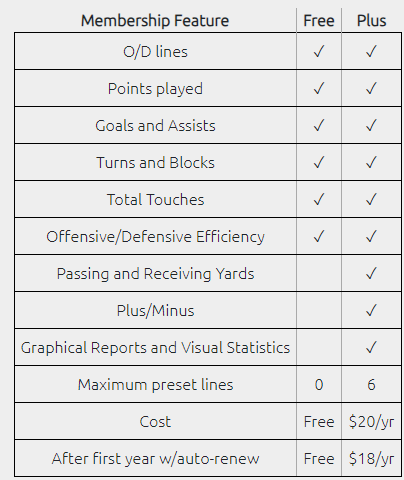 Membership Feature Free Plus
O/D lines ✓ ✓
Points played ✓ ✓
Goals and Assists ✓ ✓
Turns and Blocks ✓ ✓
Total Touches ✓ ✓
Offensive/Defensive Efficiency ✓ ✓
Passing and Receiving Yards ✓
Plus/Minus ✓
Graphical Reports and Visual Statistics ✓
Maximum preset lines 0 6
Cost Free $20/yr
After first year w/auto-renew Free $18/yr